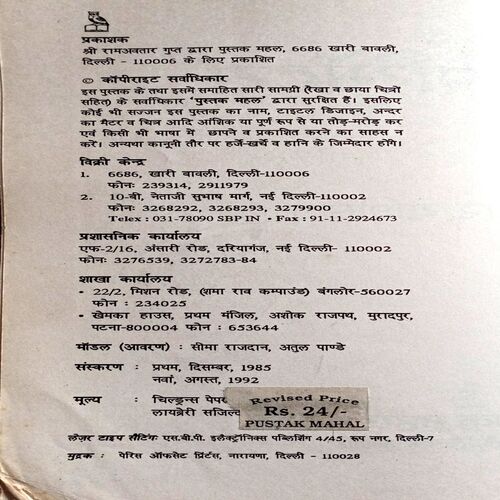 प्रकाशक
श्री रामअवतार गुप्त द्वारा पुस्तक महल, 6686 खारी बावली,
दिल्ली - 110006 के लिए प्रकाशित
© कॉपीराइट सर्वाधिकार
इस पुस्तक के तथा इसमें समाहित सारी सामग्री (रेखा व छाया चित्रों
सहित) के सर्वाधिकार 'पुस्तक महल' द्वारा सुरक्षित हैं। इसलिए
कोई भी सज्जन इस पुस्तक का नाम, टाइटल डिजाइन, अन्दर
का मैटर व चित्र आदि आंशिक या पूर्ण रूप से या तोड़-मरोड़ कर
एवं किसी भी भाषा में छापने व प्रकाशित करने का साहस न
करें। अन्यथा कानूनी तौर पर हर्जे-खर्चे व हानि के जिम्मेदार होंगे।
विक्री केन्द्र
1. 6686, खारी बावली, दिल्ली-110006
फोनः 239314, 2911979
2. 10-बी, नेताजी सुभाष मार्ग, नई दिल्ली-110002
फोनः 3268292, 3268293, 3279900
Telex : 031-78090 SBP IN • Fax : 91-11-2924673
प्रशासनिक कार्यालय
एफ-2/16, अंसारी रोड, दरियागंज, नई दिल्ली- 110002
फोनः 3276539, 3272783-84
शाखा कार्यालय
• 22/2, मिशन रोड, (शमा राव कम्पाउंड) बंगलोर-560027
फोन : 234025
• खेमका हाउस, प्रथम मंजिल, अशोक राजपथ, मुरादपुर,
पटना-800004 फोन : 653644
मॉडल (आवरण) : सीमा राजदान, अतुल पाण्डे
संस्करण : प्रथम, दिसम्बर, 1985
नवां, अगस्त, 1992
मूल्य : चिल्ड्रन्स पेपर
लायब्रेरी सजिल्द
Revised Price
Rs. 24/-
PUSTAK MAHAL
लेज़र टाइप सैटिंग एस.बी.पी. इलैक्ट्रॉनिक्स पब्लिशिंग 4/45, रूप नगर, दिल्ली-7
मुद्रक : पेरिस ऑफसेट प्रिंटर्स, नारायणा, दिल्ली - 110028